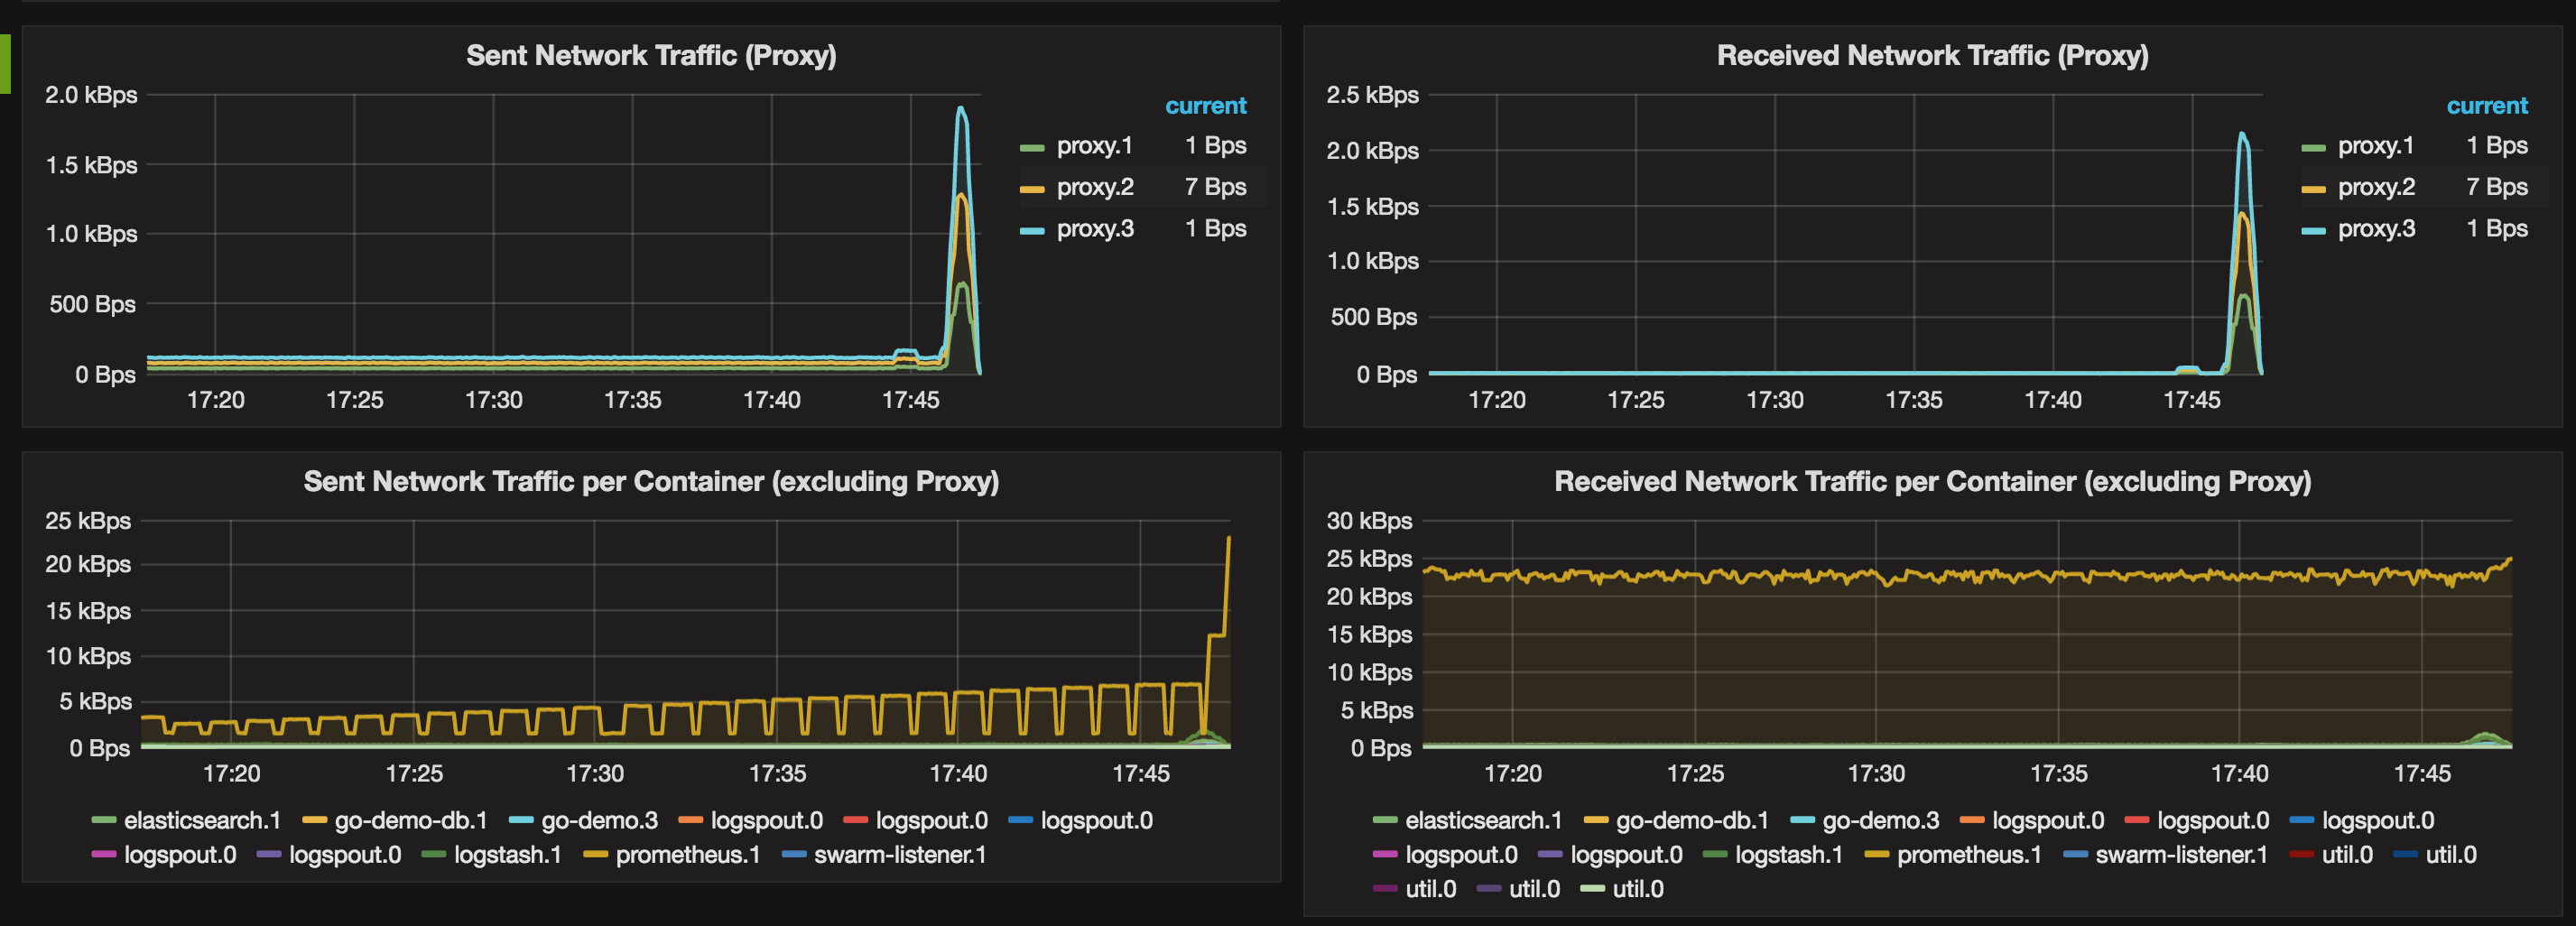 Sent Network Traffic (Proxy)
2.0 kBps
1.5 kBps
1.0 kBps
500 Bps
0 Bps
17:20 17:25 17:30 17:35 17:40 17:45
current
proxy.1 1 Bps
proxy.2 7 Bps
proxy.3 1 Bps
Received Network Traffic (Proxy)
2.5 kBps
2.0 kBps
1.5 kBps
1.0 kBps
500 Bps
0 Bps
17:20 17:25 17:30 17:35 17:40 17:45
current
proxy.1 1 Bps
proxy.2 7 Bps
proxy.3 1 Bps
Sent Network Traffic per Container (excluding Proxy)
25 kBps
20 kBps
15 kBps
10 kBps
5 kBps
0 Bps
17:20 17:25 17:30 17:35 17:40 17:45
elasticsearch.1 go-demo-db.1 go-demo.3 logspout.0 logspout.0 logspout.0
logspout.0 logspout.0 logstash.1 prometheus.1 swarm-listener.1
Received Network Traffic per Container (excluding Proxy)
30 kBps
25 kBps
20 kBps
15 kBps
10 kBps
5 kBps
0 Bps
17:20 17:25 17:30 17:35 17:40 17:45
elasticsearch.1 go-demo-db.1 go-demo.3 logspout.0 logspout.0 logspout.0
logspout.0 logspout.0 logstash.1 prometheus.1 swarm-listener.1 util.0 util.0
util.0 util.0 util.0